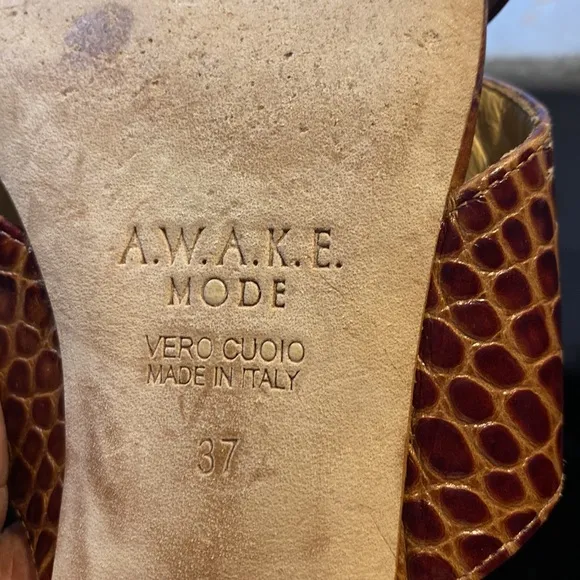 A.W.A.K.E.
MODE
VERO CUOIO
MADE IN ITALY
37